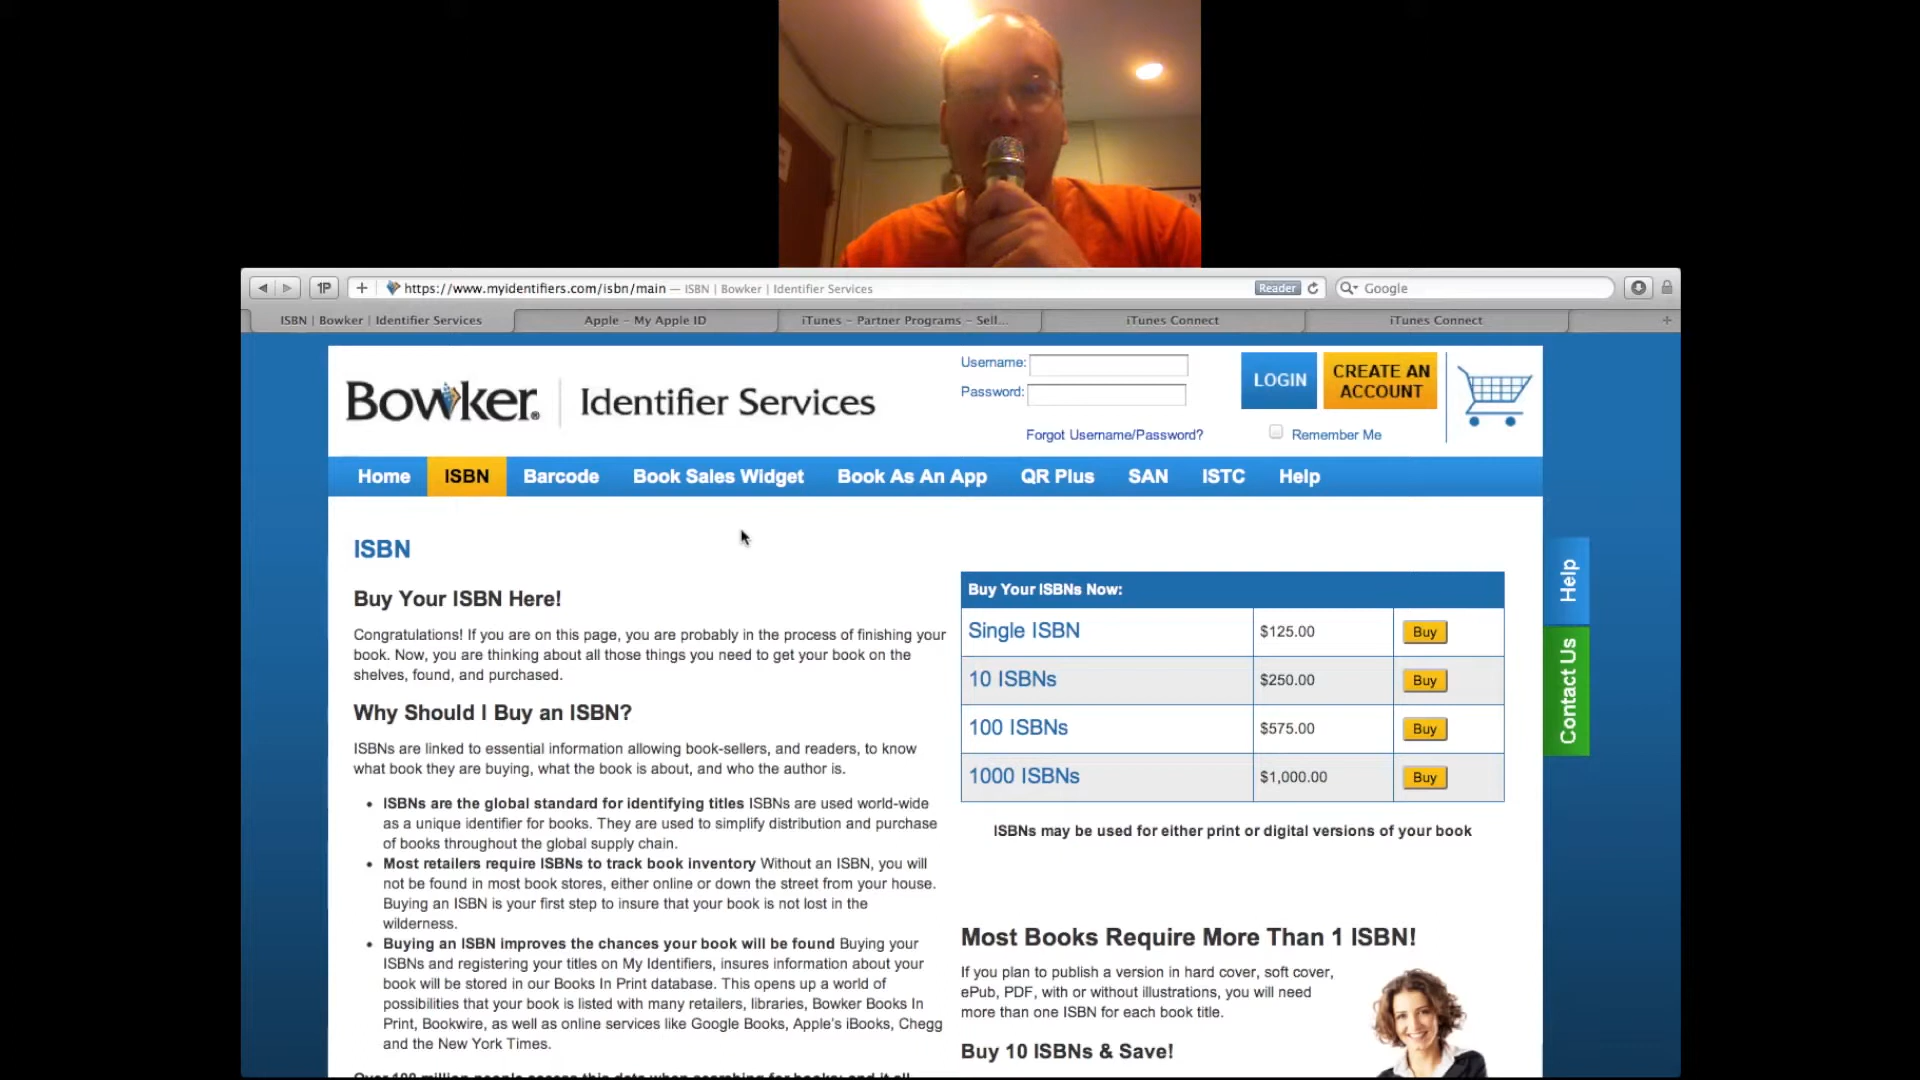 1P
+
https://www.myidentifiers.com/isbn/main — ISBN | Bowker | Identifier Services
Reader
Google
ISBN | Bowker | Identifier Services
Apple – My Apple ID
iTunes – Partner Programs – Sell...
iTunes Connect
iTunes Connect
+
Bowker® | Identifier Services
Username:
Password:
LOGIN
CREATE AN
ACCOUNT
Forgot Username/Password?
Remember Me
Home ISBN Barcode Book Sales Widget Book As An App QR Plus SAN ISTC Help
ISBN
Buy Your ISBN Here!
Congratulations! If you are on this page, you are probably in the process of finishing your
book. Now, you are thinking about all those things you need to get your book on the
shelves, found, and purchased.
Why Should I Buy an ISBN?
ISBNs are linked to essential information allowing book-sellers, and readers, to know
what book they are buying, what the book is about, and who the author is.
• ISBNs are the global standard for identifying titles ISBNs are used world-wide
as a unique identifier for books. They are used to simplify distribution and purchase
of books throughout the global supply chain.
• Most retailers require ISBNs to track book inventory Without an ISBN, you will
not be found in most book stores, either online or down the street from your house.
Buying an ISBN is your first step to insure that your book is not lost in the
wilderness.
• Buying an ISBN improves the chances your book will be found Buying your
ISBNs and registering your titles on My Identifiers, insures information about your
book will be stored in our Books In Print database. This opens up a world of
possibilities that your book is listed with many retailers, libraries, Bowker Books In
Print, Bookwire, as well as online services like Google Books, Apple's iBooks, Chegg
and the New York Times.
Over 100 million people access this data when searching for books; and it all
Buy Your ISBNs Now:
Single ISBN $125.00 Buy
10 ISBNs $250.00 Buy
100 ISBNs $575.00 Buy
1000 ISBNs $1,000.00 Buy
ISBNs may be used for either print or digital versions of your book
Most Books Require More Than 1 ISBN!
If you plan to publish a version in hard cover, soft cover,
ePub, PDF, with or without illustrations, you will need
more than one ISBN for each book title.
Buy 10 ISBNs & Save!
Help
Contact Us